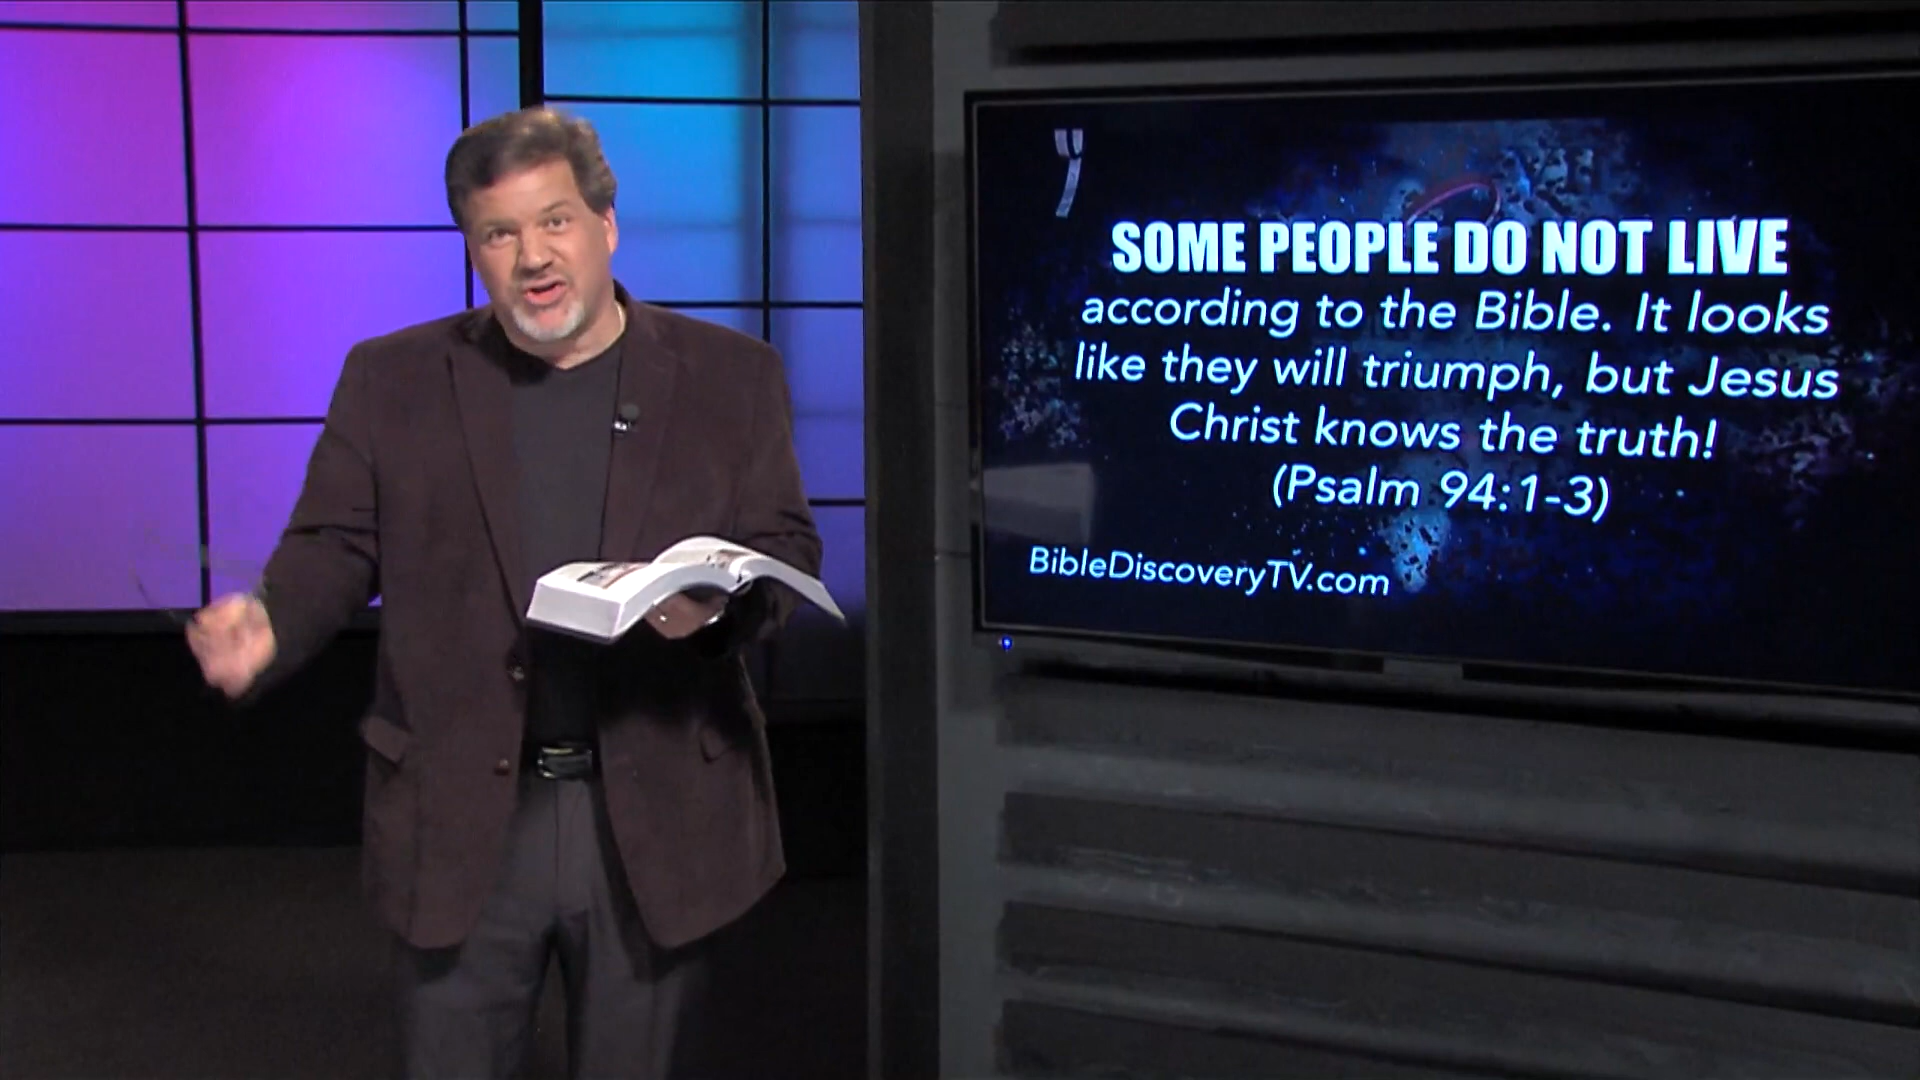 SOME PEOPLE DO NOT LIVE
according to the Bible. It looks
like they will triumph, but Jesus
Christ knows the truth!
(Psalm 94:1-3)
BibleDiscoveryTV.com